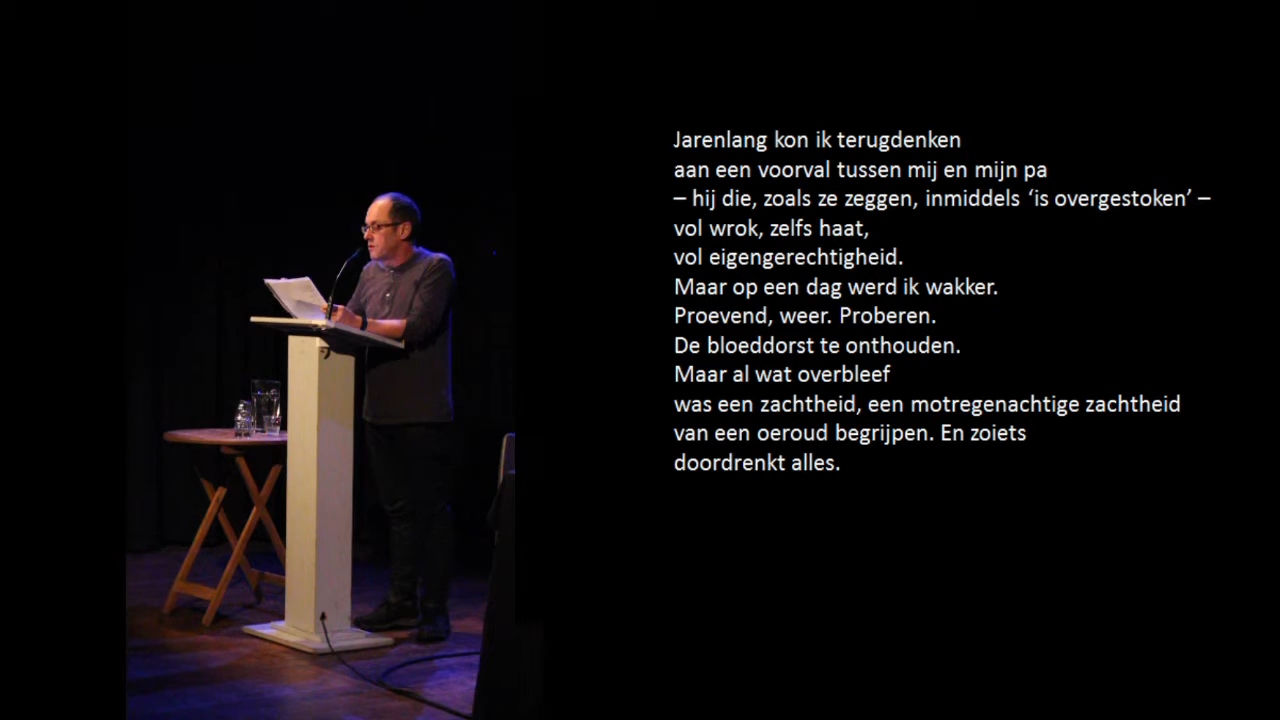 Jarenlang kon ik terugdenken
aan een voorval tussen mij en mijn pa
– hij die, zoals ze zeggen, inmiddels ‘is overgestoken’ –
vol wrok, zelfs haat,
vol eigengerechtigheid.
Maar op een dag werd ik wakker.
Proevend, weer. Proberen.
De bloeddorst te onthouden.
Maar al wat overbleef
was een zachtheid, een motregenachtige zachtheid
van een oeroud begrijpen. En zoiets
doordrenkt alles.